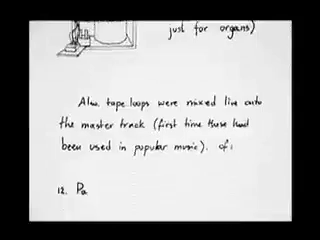 just for organs)
Also tape loops were mixed live onto
the master track (first time these had
been used in popular music). of:
12. Pa